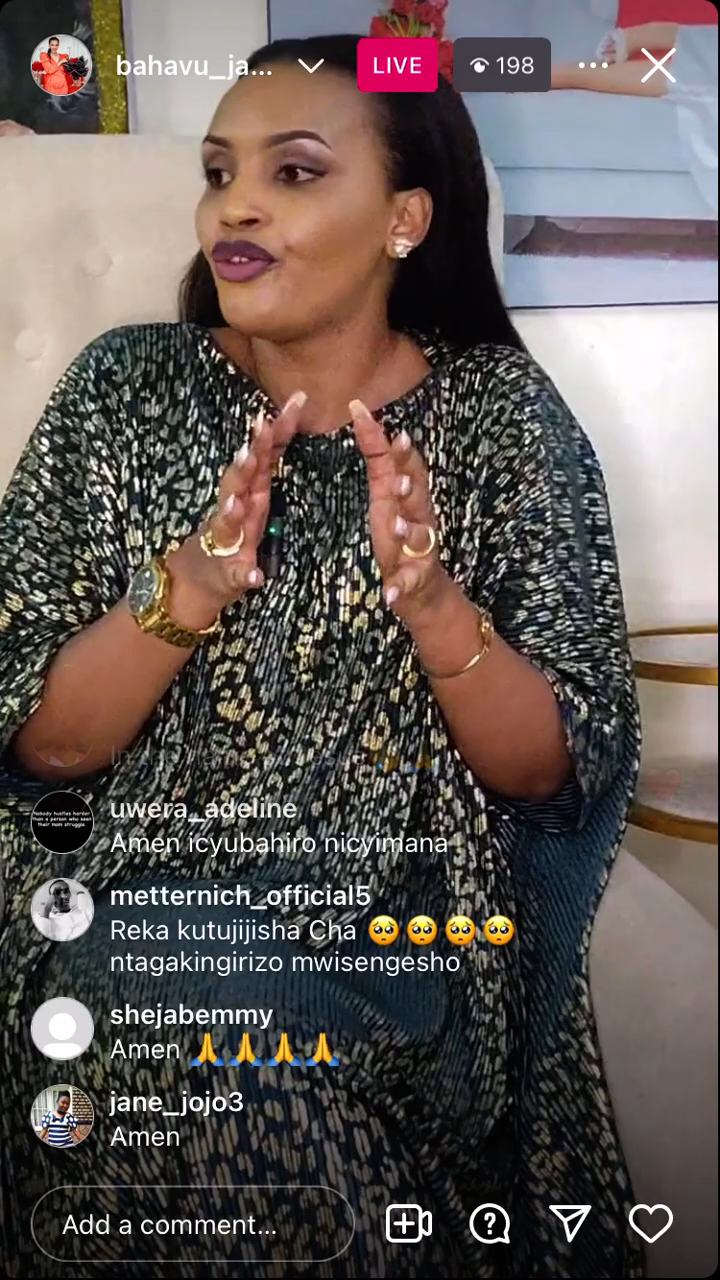 bahavu_ja...
LIVE
198
uwera_adeline
Amen icyubahiro nicyimana
metternich_official5
Reka kutujijisha Cha 🥺🥺🥺🥺
ntagakingirizo mwisengesho
shejabemmy
Amen 🙏🙏🙏🙏
jane_jojo3
Amen
Add a comment...